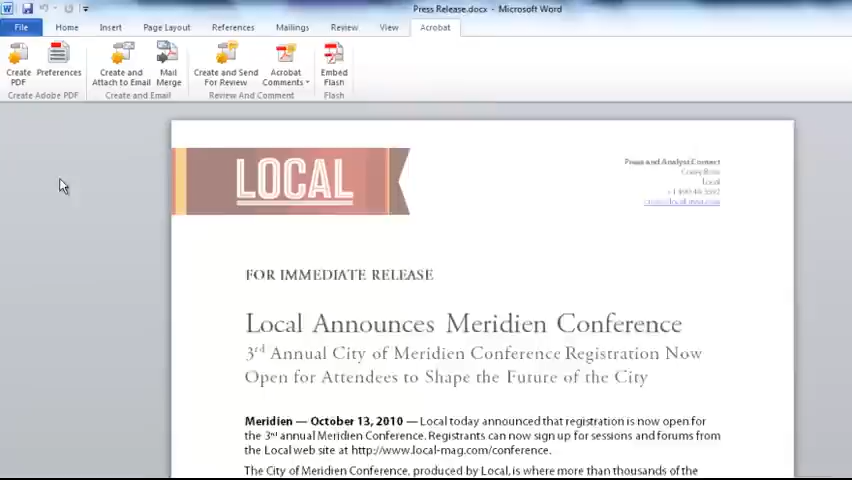 Press Release.docx - Microsoft Word
File Home Insert Page Layout References Mailings Review View Acrobat
Create PDF Preferences Create and Attach to Email Mail Merge Create and Send For Review Acrobat Comments Embed Flash
Create Adobe PDF Create and Email Review And Comment Flash
LOCAL
Press and Analyst Contact
Local
FOR IMMEDIATE RELEASE
Local Announces Meridien Conference
3rd Annual City of Meridien Conference Registration Now
Open for Attendees to Shape the Future of the City
Meridien — October 13, 2010 — Local today announced that registration is now open for
the 3rd annual Meridien Conference. Registrants can now sign up for sessions and forums from
the Local web site at http://www.local-mag.com/conference.
The City of Meridien Conference, produced by Local, is where more than thousands of the